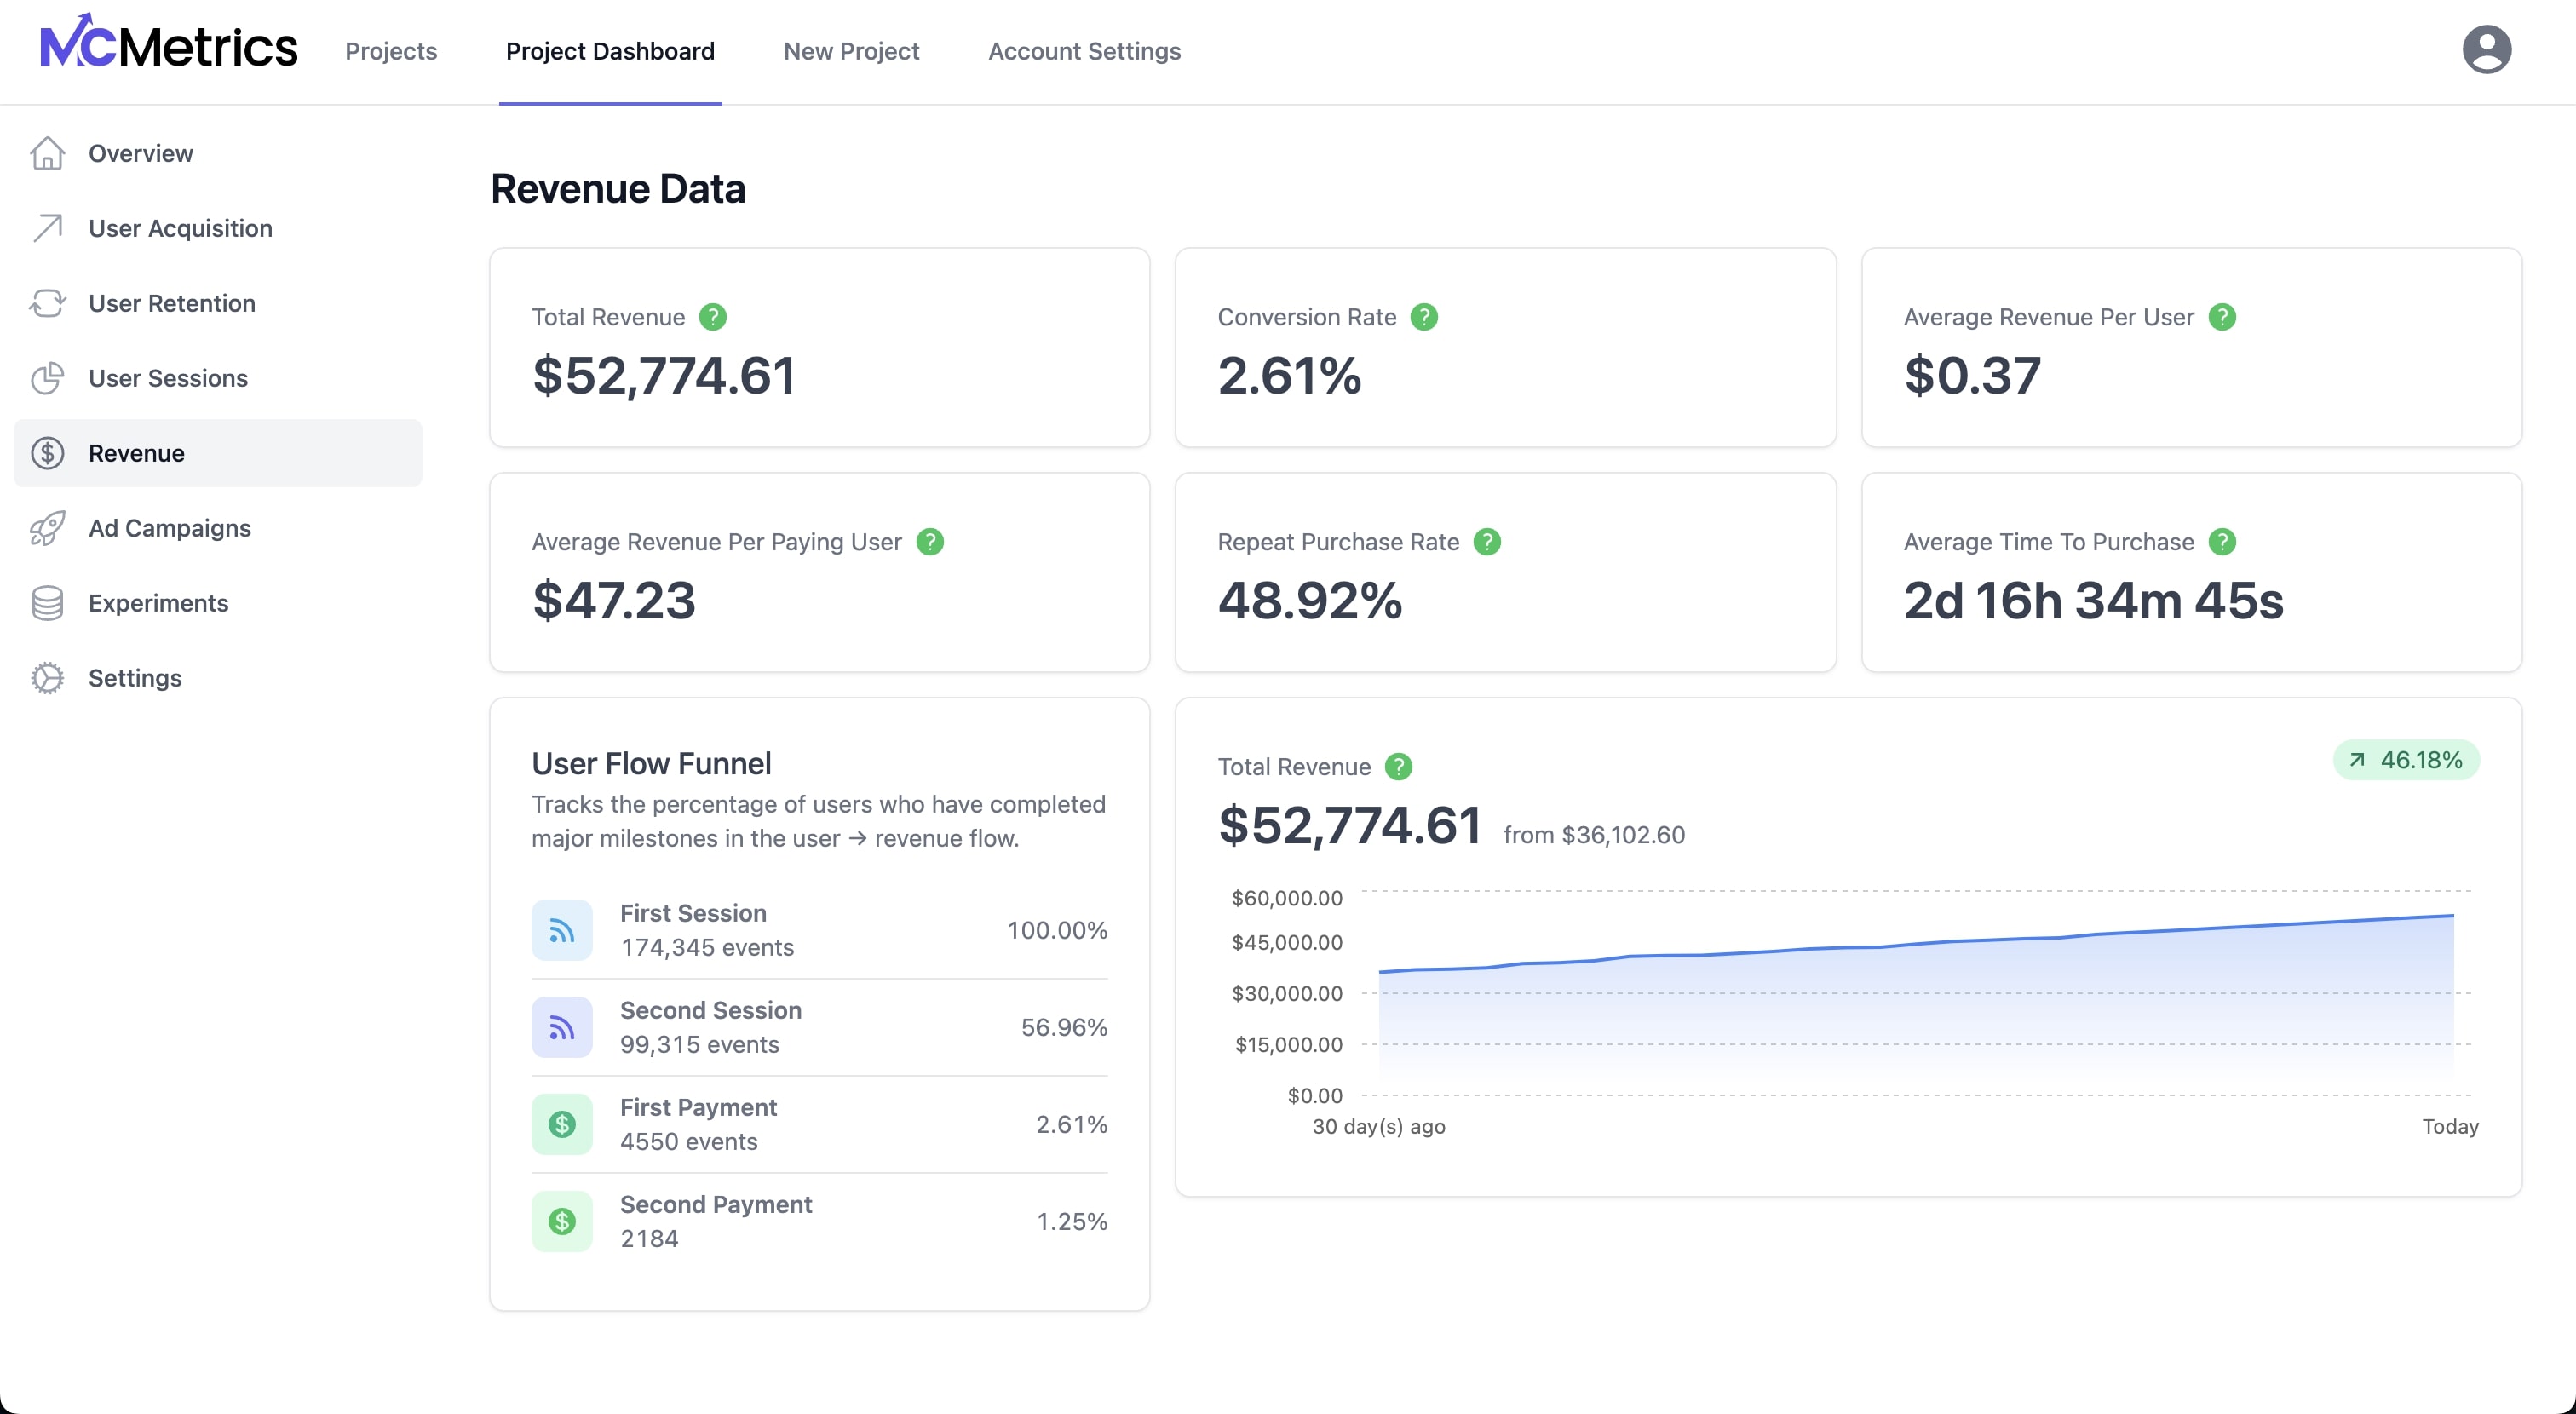 MCMetrics
Projects
Project Dashboard
New Project
Account Settings
Overview
User Acquisition
User Retention
User Sessions
Revenue
Ad Campaigns
Experiments
Settings
Revenue Data
Total Revenue ?
$52,774.61
Conversion Rate ?
2.61%
Average Revenue Per User ?
$0.37
Average Revenue Per Paying User ?
$47.23
Repeat Purchase Rate ?
48.92%
Average Time To Purchase ?
2d 16h 34m 45s
User Flow Funnel
Tracks the percentage of users who have completed
major milestones in the user → revenue flow.
First Session
174,345 events
100.00%
Second Session
99,315 events
56.96%
$
First Payment
4550 events
2.61%
$
Second Payment
2184
1.25%
Total Revenue ?
46.18%
$52,774.61 from $36,102.60
$60,000.00
$45,000.00
$30,000.00
$15,000.00
$0.00
30 day(s) ago
Today